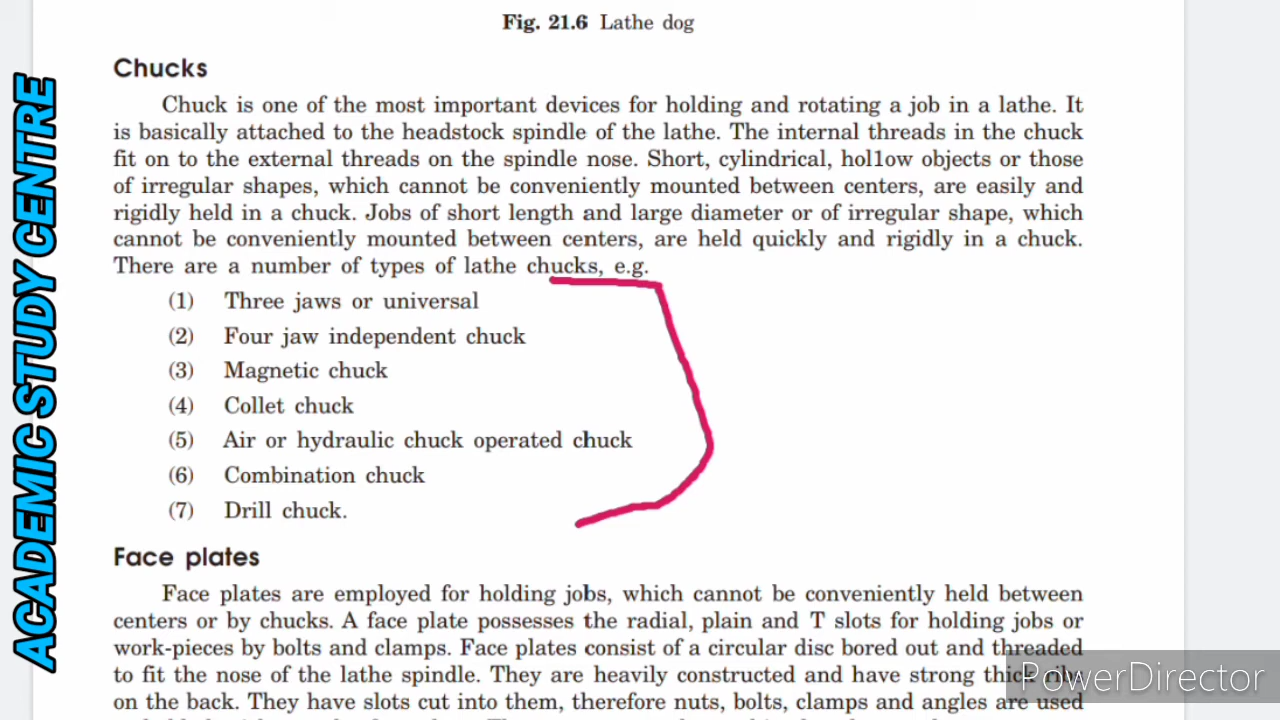 Fig. 21.6 Lathe dog
Chucks
Chuck is one of the most important devices for holding and rotating a job in a lathe. It
is basically attached to the headstock spindle of the lathe. The internal threads in the chuck
fit on to the external threads on the spindle nose. Short, cylindrical, hol1ow objects or those
of irregular shapes, which cannot be conveniently mounted between centers, are easily and
rigidly held in a chuck. Jobs of short length and large diameter or of irregular shape, which
cannot be conveniently mounted between centers, are held quickly and rigidly in a chuck.
There are a number of types of lathe chucks, e.g.
(1) Three jaws or universal
(2) Four jaw independent chuck
(3) Magnetic chuck
(4) Collet chuck
(5) Air or hydraulic chuck operated chuck
(6) Combination chuck
(7) Drill chuck.
Face plates
Face plates are employed for holding jobs, which cannot be conveniently held between
centers or by chucks. A face plate possesses the radial, plain and T slots for holding jobs or
work-pieces by bolts and clamps. Face plates consist of a circular disc bored out and threaded
to fit the nose of the lathe spindle. They are heavily constructed and have strong thick ribs
on the back. They have slots cut into them, therefore nuts, bolts, clamps and angles are used
ACADEMIC STUDY CENTRE
PowerDirector